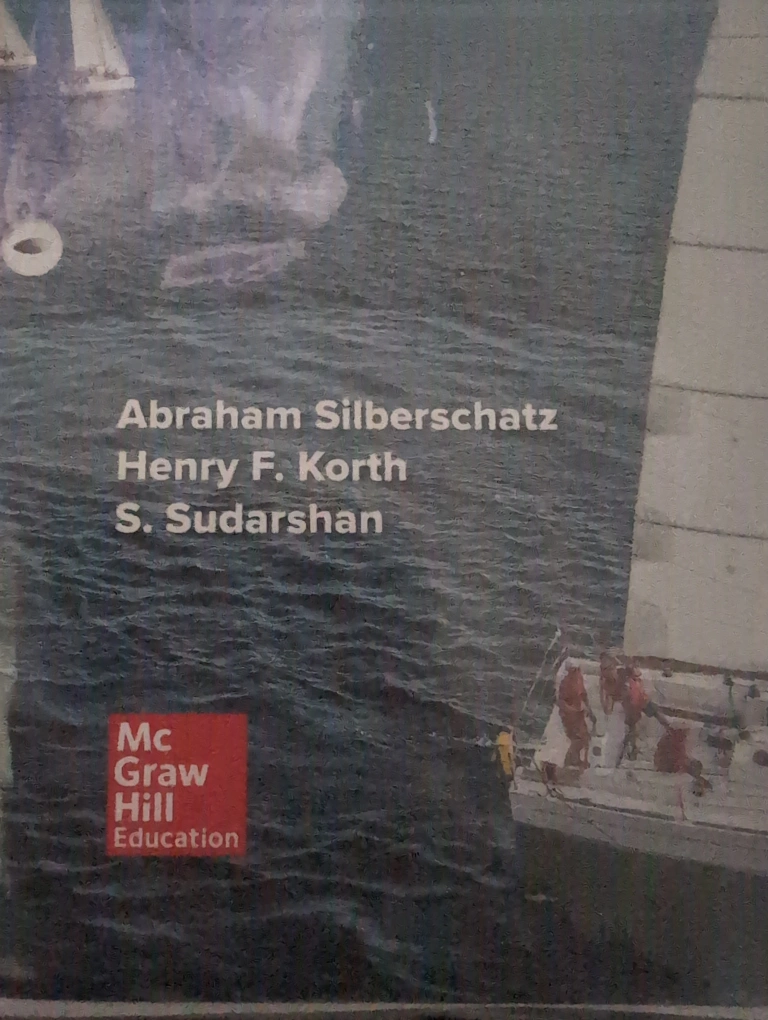 Abraham Silberschatz
Henry F. Korth
S. Sudarshan
Mc
Graw
Hill
Education